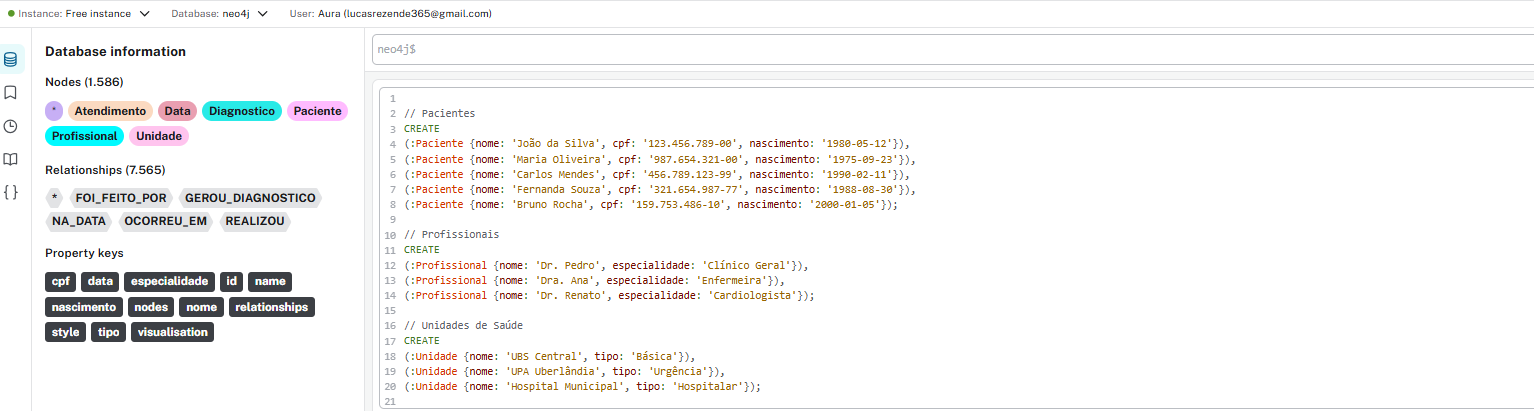 Instance: Free instance Database: neo4j User: Aura (lucasrezende365@gmail.com)
Database information
Nodes (1.586)
* Atendimento Data Diagnostico Paciente
Profissional Unidade
Relationships (7.565)
* FOI_FEITO_POR GEROU_DIAGNOSTICO
NA_DATA OCORREU_EM REALIZOU
Property keys
cpf data especialidade id name
nascimento nodes nome relationships
style tipo visualisation
neo4j$
1
2 // Pacientes
3 CREATE
4 (:Paciente {nome: 'João da Silva', cpf: '123.456.789-00', nascimento: '1980-05-12'}),
5 (:Paciente {nome: 'Maria Oliveira', cpf: '987.654.321-00', nascimento: '1975-09-23'}),
6 (:Paciente {nome: 'Carlos Mendes', cpf: '456.789.123-99', nascimento: '1990-02-11'}),
7 (:Paciente {nome: 'Fernanda Souza', cpf: '321.654.987-77', nascimento: '1988-08-30'}),
8 (:Paciente {nome: 'Bruno Rocha', cpf: '159.753.486-10', nascimento: '2000-01-05'});
9
10 // Profissionais
11 CREATE
12 (:Profissional {nome: 'Dr. Pedro', especialidade: 'Clínico Geral'}),
13 (:Profissional {nome: 'Dra. Ana', especialidade: 'Enfermeira'}),
14 (:Profissional {nome: 'Dr. Renato', especialidade: 'Cardiologista'});
15
16 // Unidades de Saúde
17 CREATE
18 (:Unidade {nome: 'UBS Central', tipo: 'Básica'}),
19 (:Unidade {nome: 'UPA Uberlândia', tipo: 'Urgência'}),
20 (:Unidade {nome: 'Hospital Municipal', tipo: 'Hospitalar'});
21